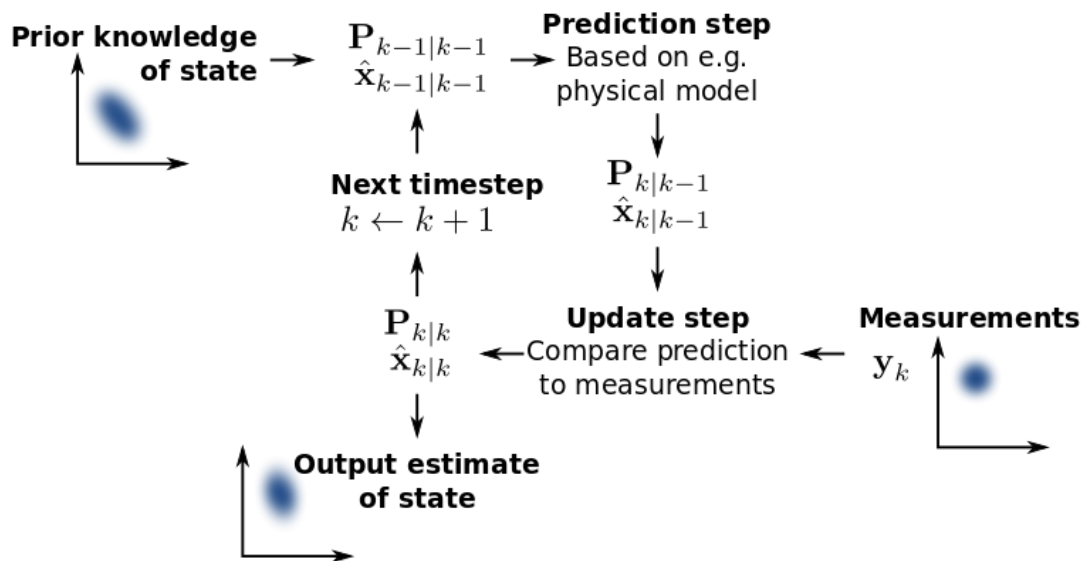 Prior knowledge
of state
P_{k−1|k−1}
x̂_{k−1|k−1}
Prediction step
Based on e.g.
physical model
P_{k|k−1}
x̂_{k|k−1}
Next timestep
k ← k + 1
P_{k|k}
x̂_{k|k}
Update step
Compare prediction
to measurements
Measurements
y_k
Output estimate
of state